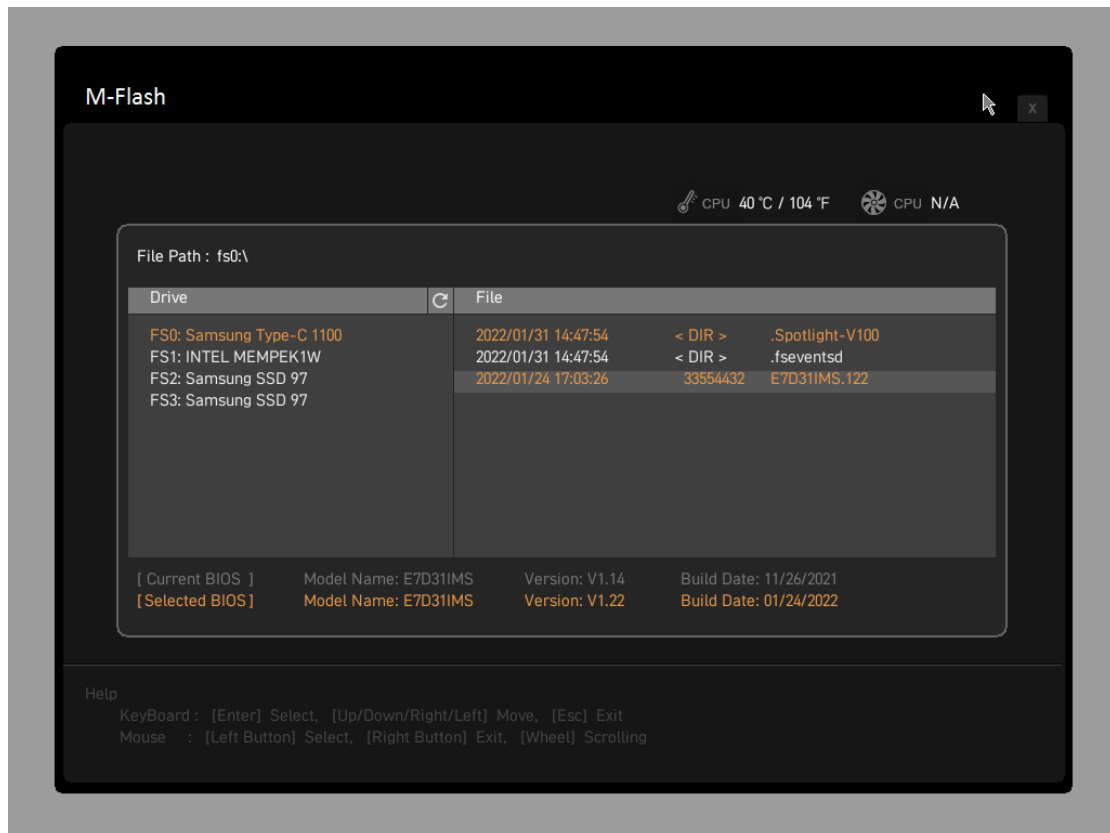 M-Flash
X
CPU 40 °C / 104 °F CPU N/A
File Path : fs0:\
Drive File
FS0: Samsung Type-C 1100 2022/01/31 14:47:54 < DIR > .Spotlight-V100
FS1: INTEL MEMPEK1W 2022/01/31 14:47:54 < DIR > .fseventsd
FS2: Samsung SSD 97 2022/01/24 17:03:26 33554432 E7D31IMS.122
FS3: Samsung SSD 97
[ Current BIOS ] Model Name: E7D31IMS Version: V1.14 Build Date: 11/26/2021
[Selected BIOS] Model Name: E7D31IMS Version: V1.22 Build Date: 01/24/2022
Help
KeyBoard : [Enter] Select, [Up/Down/Right/Left] Move, [Esc] Exit
Mouse : [Left Button] Select, [Right Button] Exit, [Wheel] Scrolling